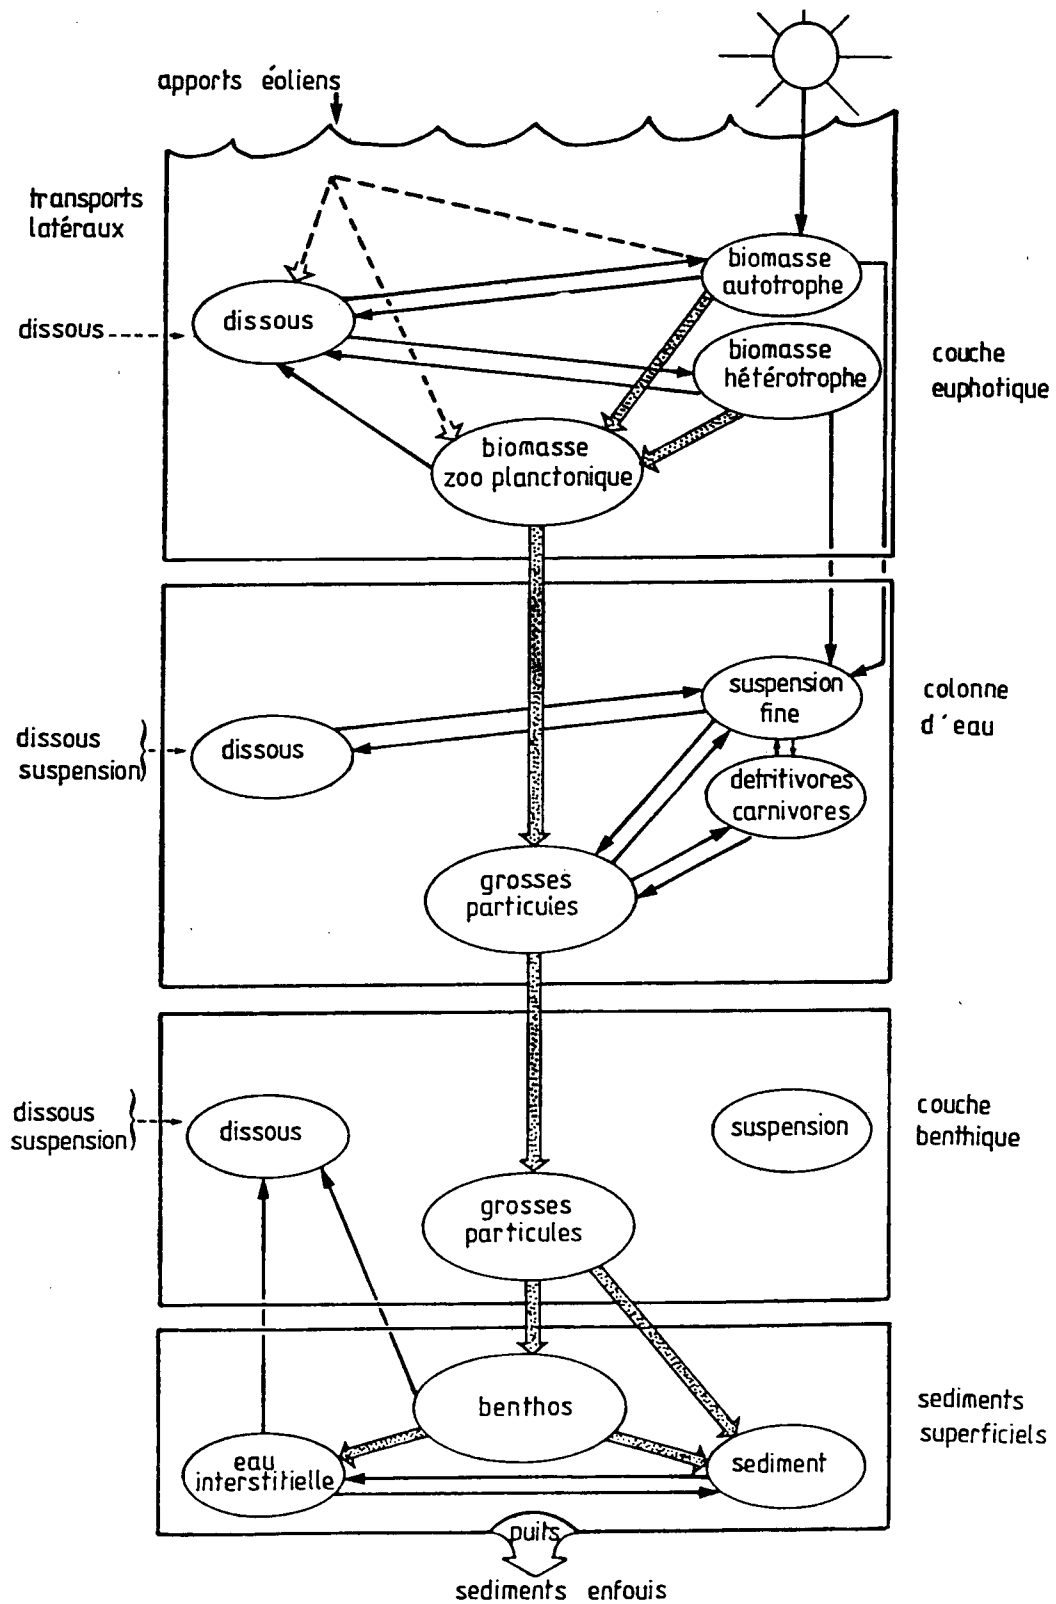 apports éoliens
transports
latéraux
biomasse
autotrophe
dissous
dissous
biomasse
hétérotrophe
couche
euphotique
biomasse
zoo planctonique
suspension
fine
colonne
d'eau
dissous
suspension)
dissous
detritivores
carnivores
grosses
particuies
dissous
suspension)
dissous
suspension
couche
benthique
grosses
particules
benthos
sediments
superficiels
eau
interstitielle
sediment
puits
sediments enfouis